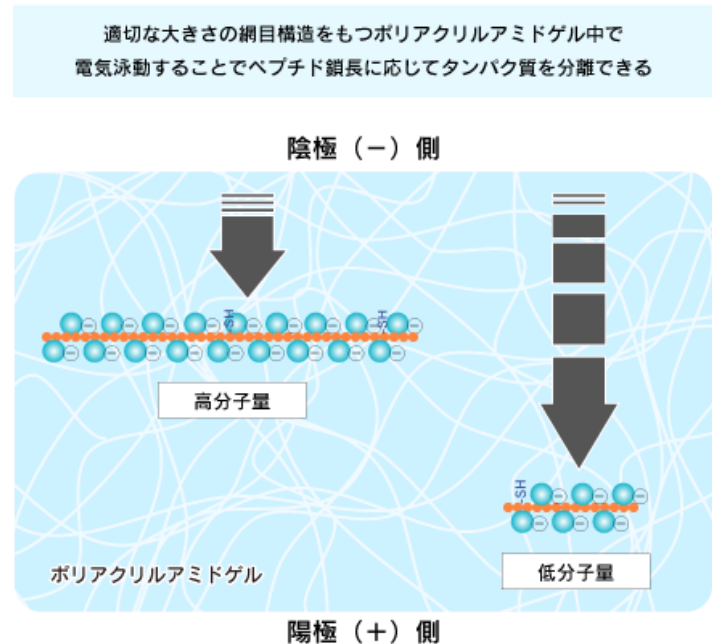 適切な大きさの網目構造をもつポリアクリルアミドゲル中で
電気泳動することでペプチド鎖長に応じてタンパク質を分離できる
陰極（－）側
-SH
-SH
高分子量
-SH
低分子量
ポリアクリルアミドゲル
陽極（＋）側